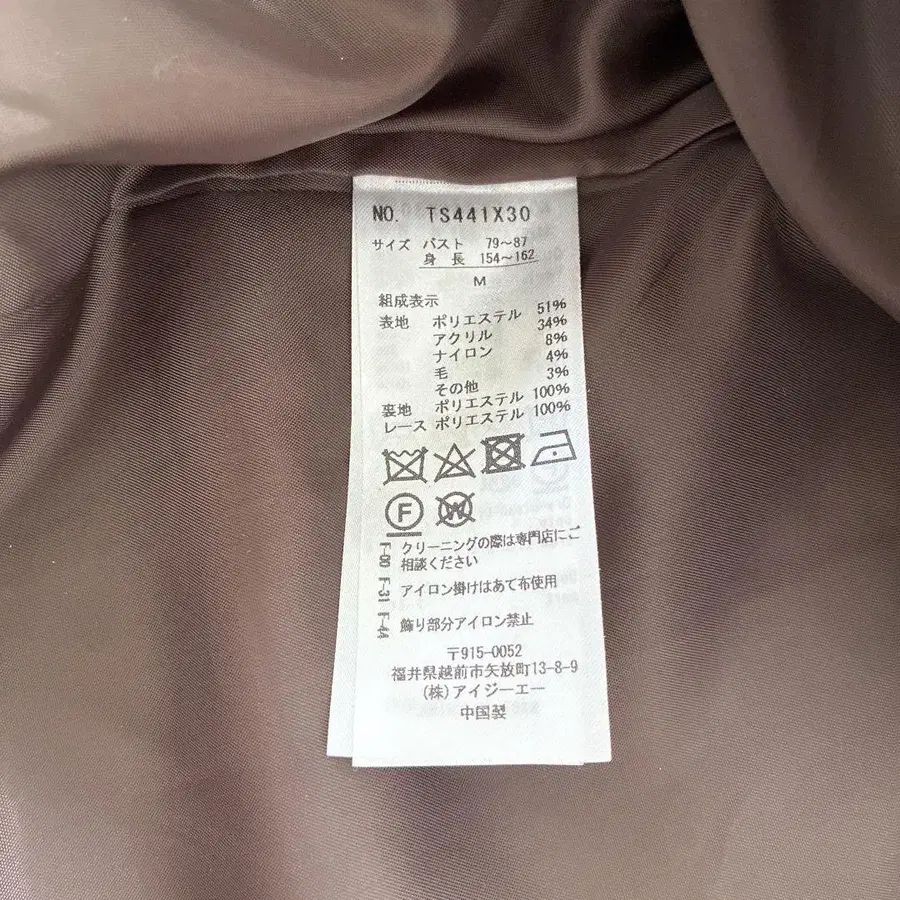 NO. TS441X30
サイズ バスト 79～87
身長 154～162
M
組成表示
表地 ポリエステル 51%
アクリル 34%
ナイロン 8%
毛 4%
その他 3%
裏地 ポリエステル 100%
レース ポリエステル 100%
F W
F-00 クリーニングの際は専門店にご
相談ください
F-31 アイロン掛けはあて布使用
F-44 飾り部分アイロン禁止
〒915-0052
福井県越前市矢放町13-8-9
(株)アイジーエー
中国製